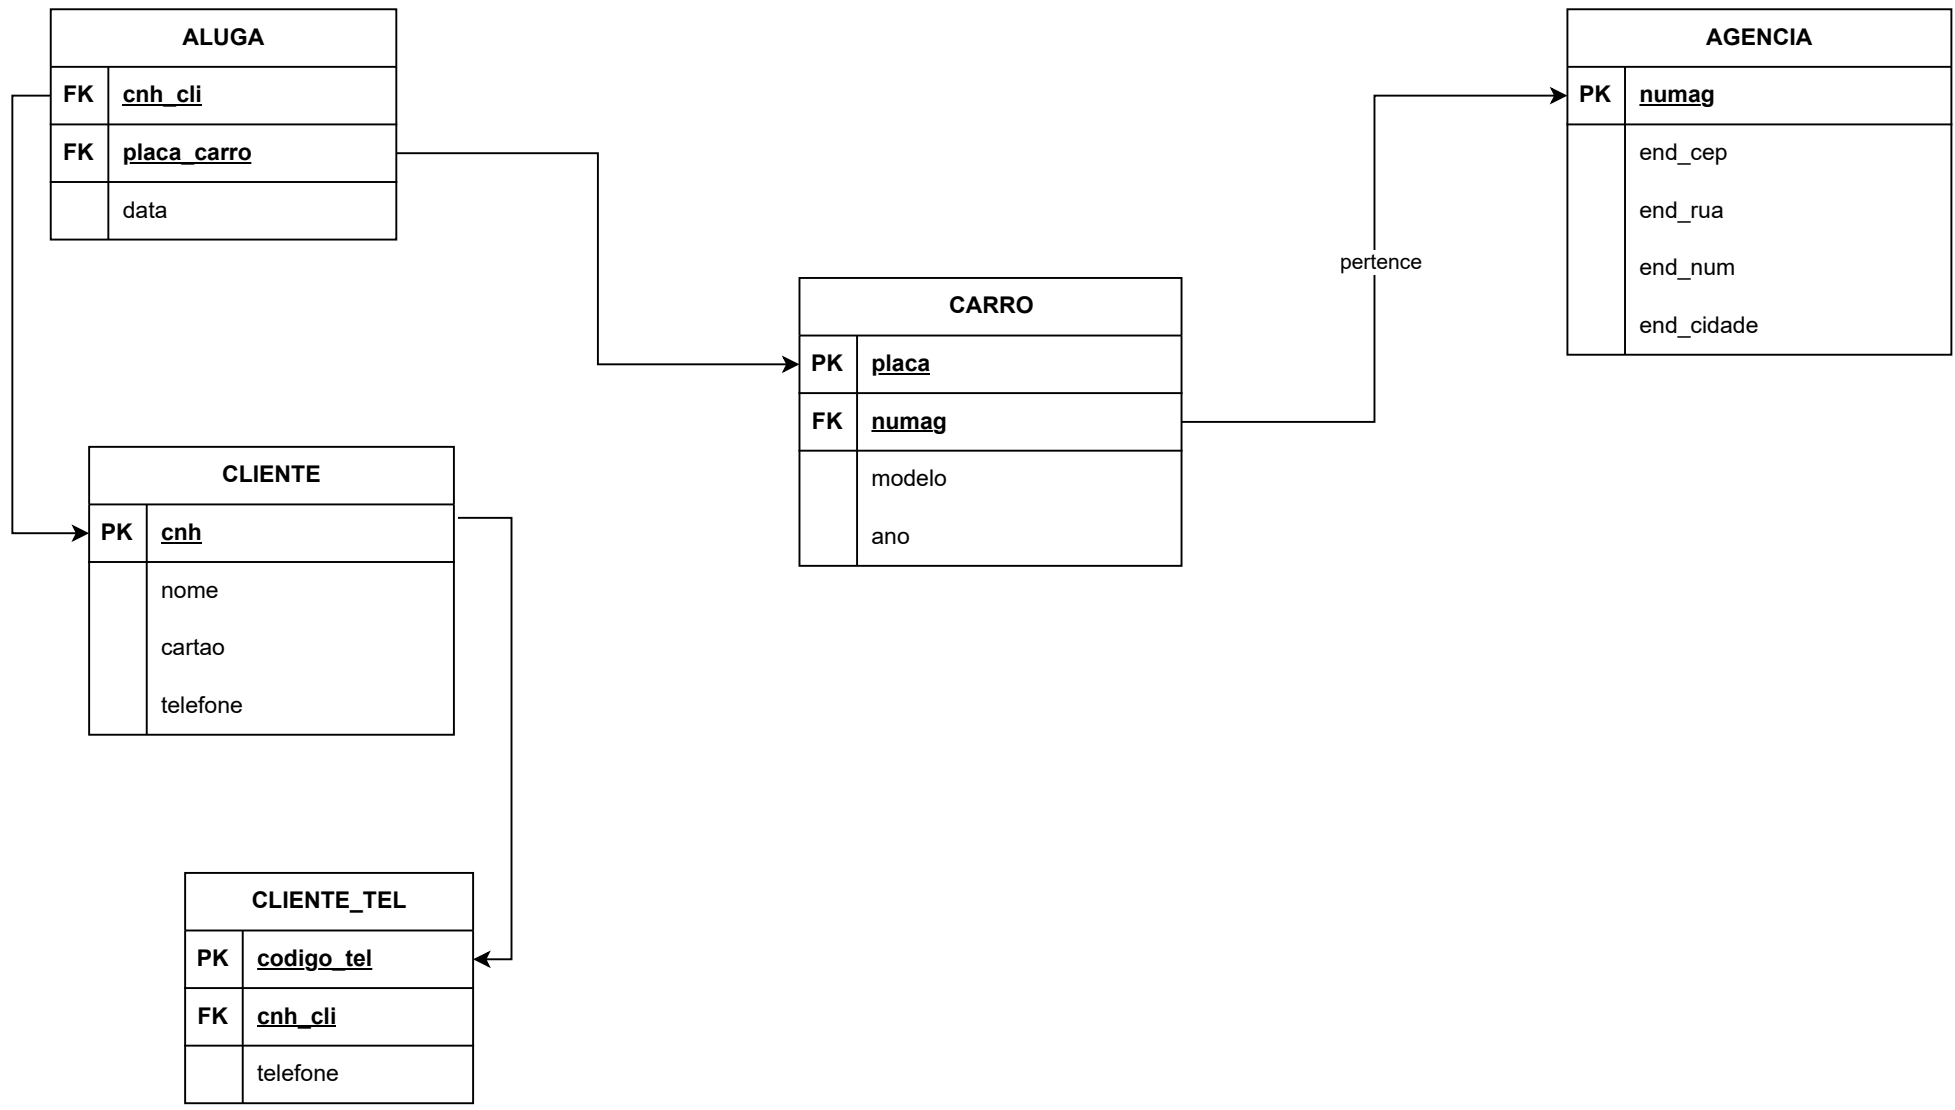 ALUGA
FK cnh_cli
FK placa_carro
data
AGENCIA
PK numag
end_cep
end_rua
end_num
end_cidade
pertence
CARRO
PK placa
FK numag
modelo
ano
CLIENTE
PK cnh
nome
cartao
telefone
CLIENTE_TEL
PK codigo_tel
FK cnh_cli
telefone